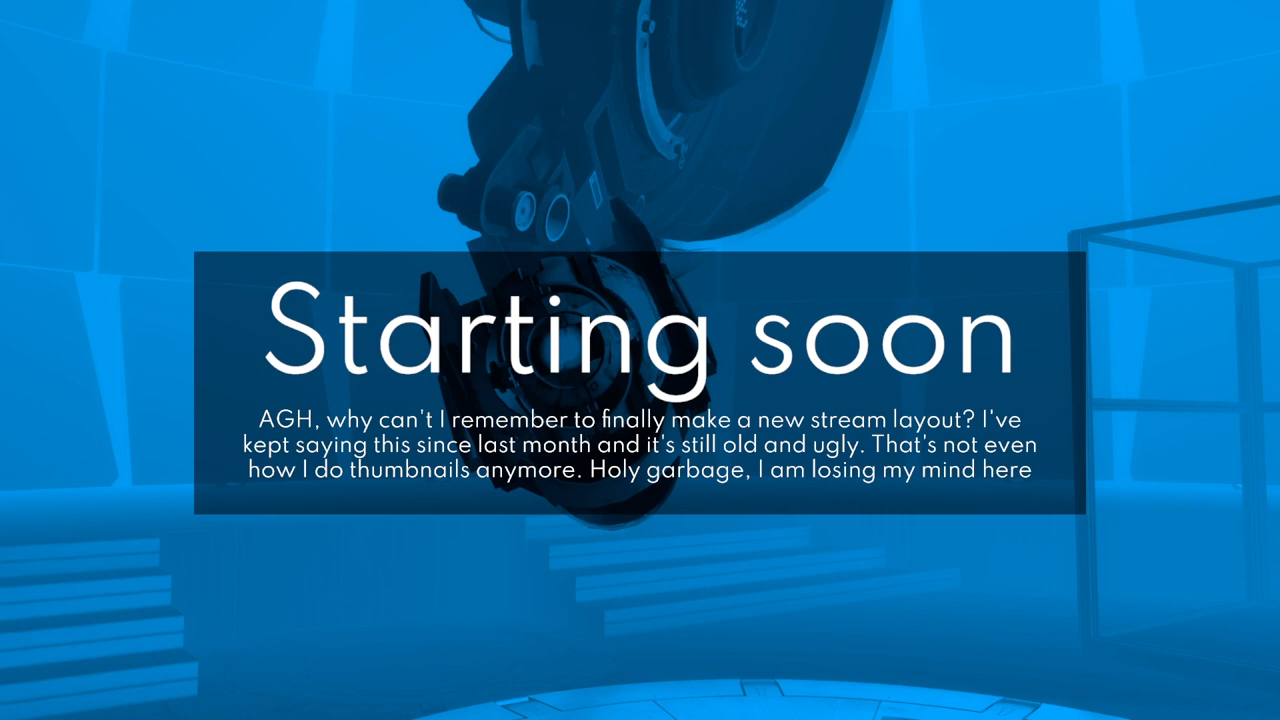 Starting soon
AGH, why can't I remember to finally make a new stream layout? I've
kept saying this since last month and it's still old and ugly. That's not even
how I do thumbnails anymore. Holy garbage, I am losing my mind here